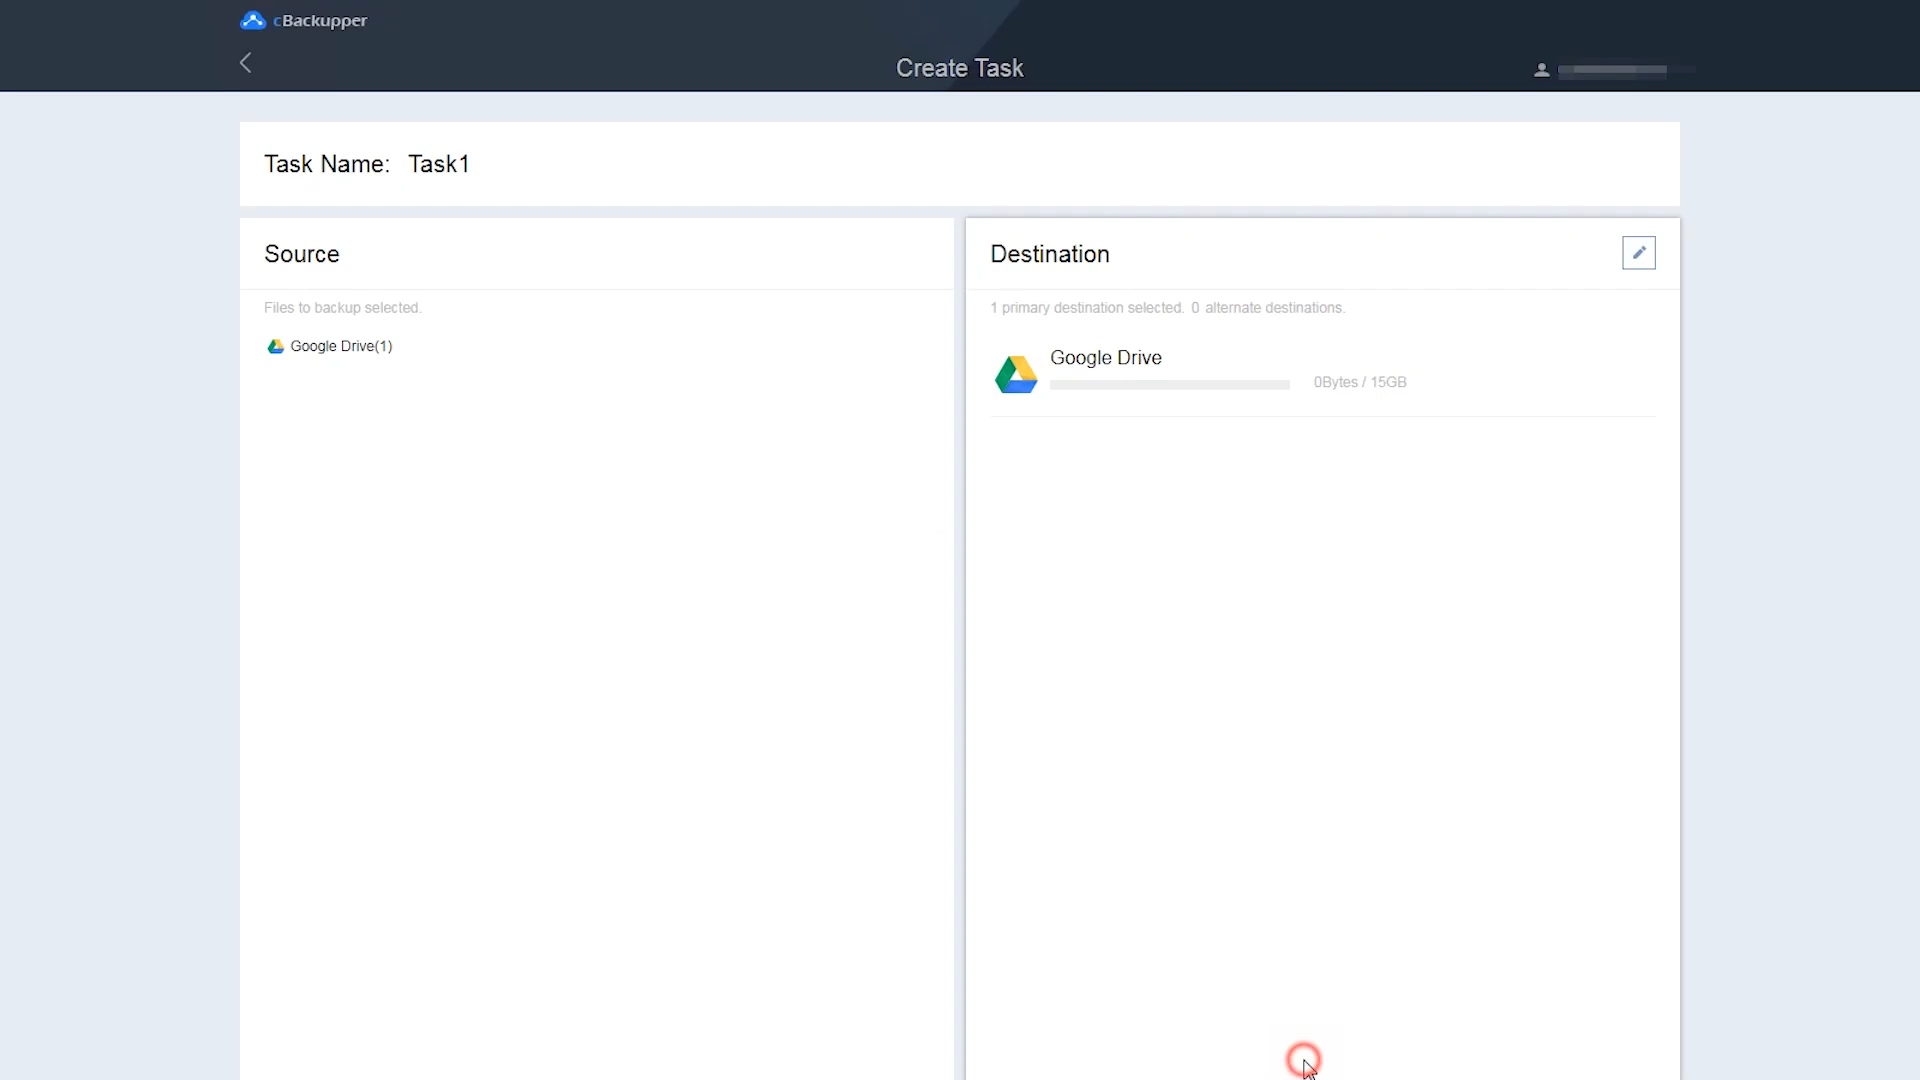 cBackupper
Create Task
Task Name: Task1
Source
Files to backup selected.
Google Drive(1)
Destination
1 primary destination selected. 0 alternate destinations.
Google Drive
0Bytes / 15GB